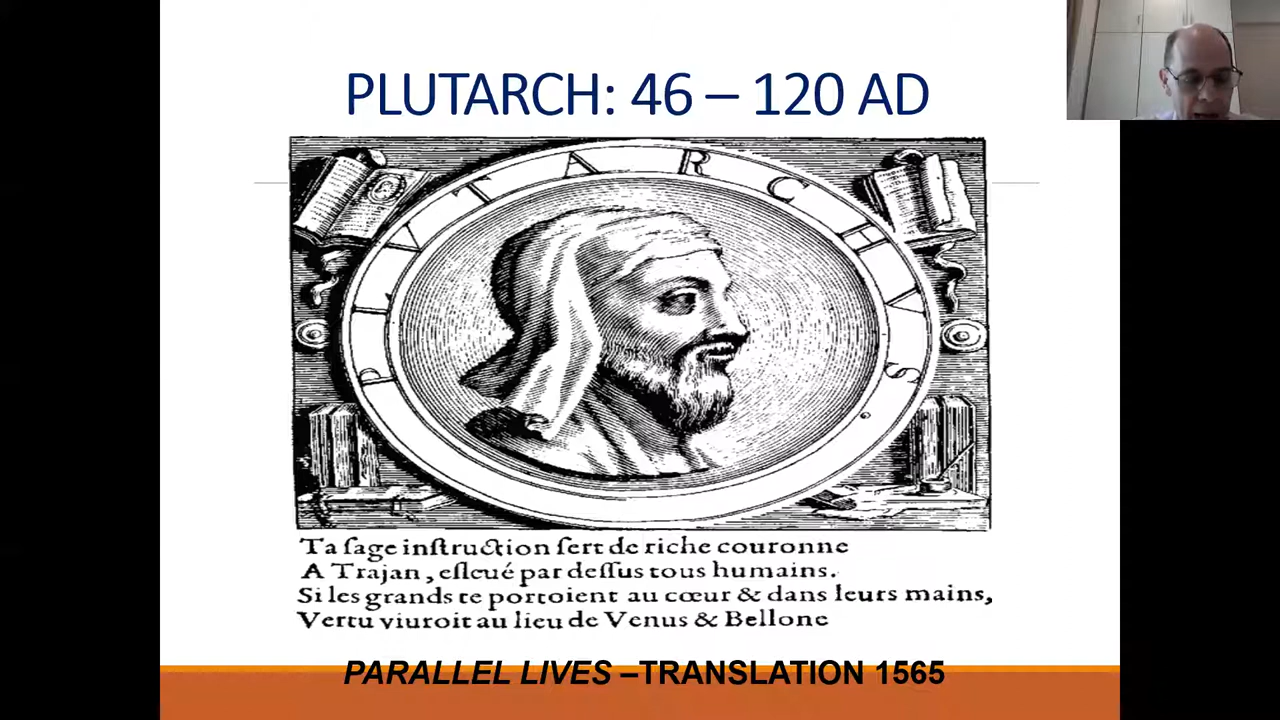 PLUTARCH: 46 – 120 AD
PLVTARCHVS
Ta ſage inſtruction ſert de riche couronne
A Trajan, eſleué par deſſus tous humains.
Si les grands te portoient au cœur & dans leurs mains,
Vertu viuroit au lieu de Venus & Bellone
PARALLEL LIVES –TRANSLATION 1565